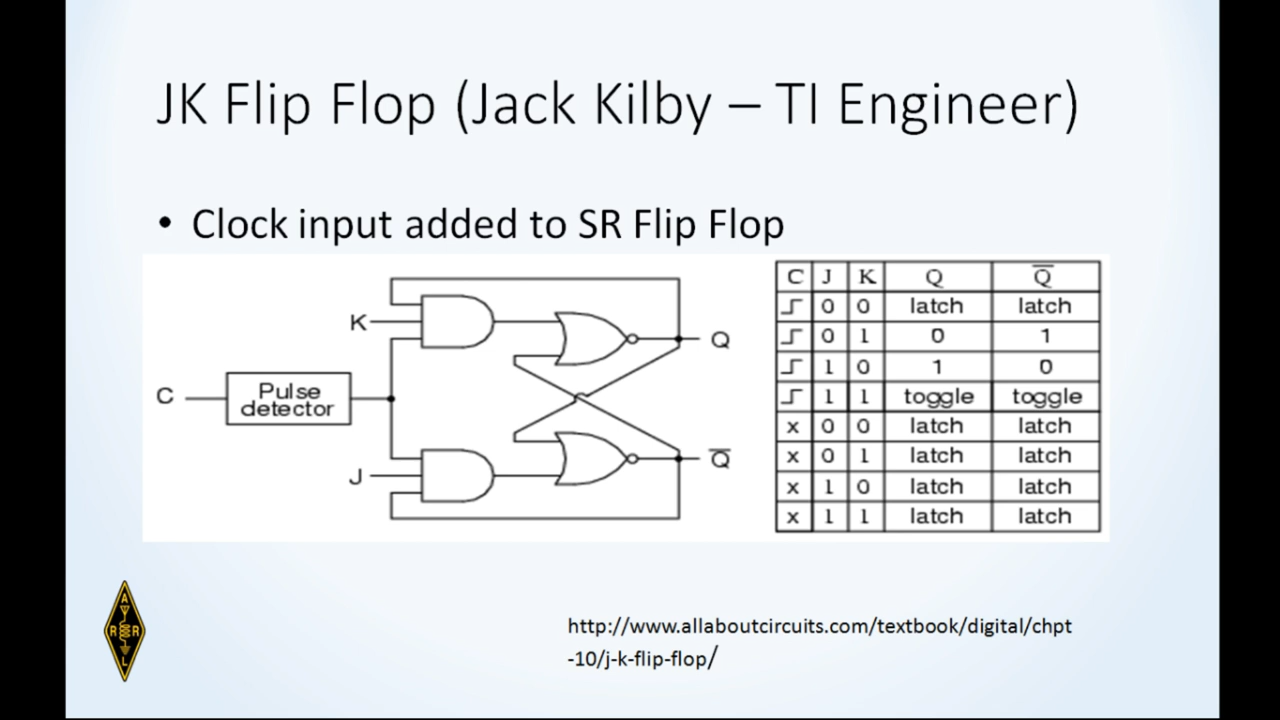 JK Flip Flop (Jack Kilby – TI Engineer)
• Clock input added to SR Flip Flop
K
Q
C
Pulse
detector
J
Q̅
C J K Q Q̅
0 0 latch latch
0 1 0 1
1 0 1 0
1 1 toggle toggle
x 0 0 latch latch
x 0 1 latch latch
x 1 0 latch latch
x 1 1 latch latch
A
R R
L
http://www.allaboutcircuits.com/textbook/digital/chpt
-10/j-k-flip-flop/